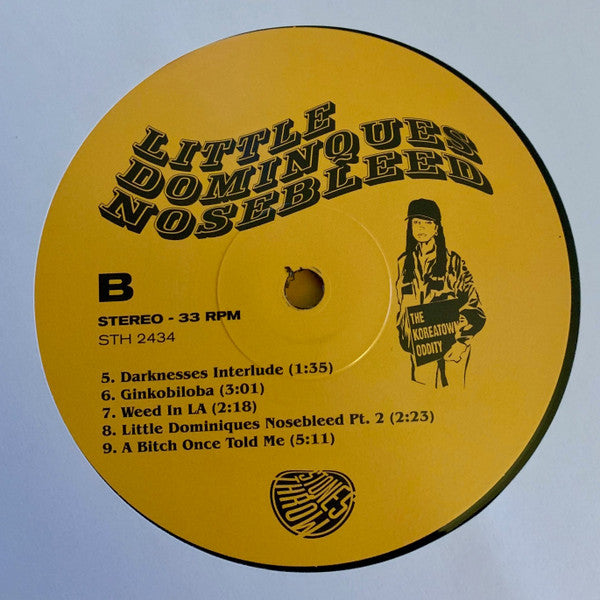 LITTLE
DOMINQUES
NOSEBLEED
B
STEREO - 33 RPM
STH 2434
THE
KOREATOWN
ODDITY
5. Darknesses Interlude (1:35)
6. Ginkobiloba (3:01)
7. Weed In LA (2:18)
8. Little Dominiques Nosebleed Pt. 2 (2:23)
9. A Bitch Once Told Me (5:11)
STONES
THROW